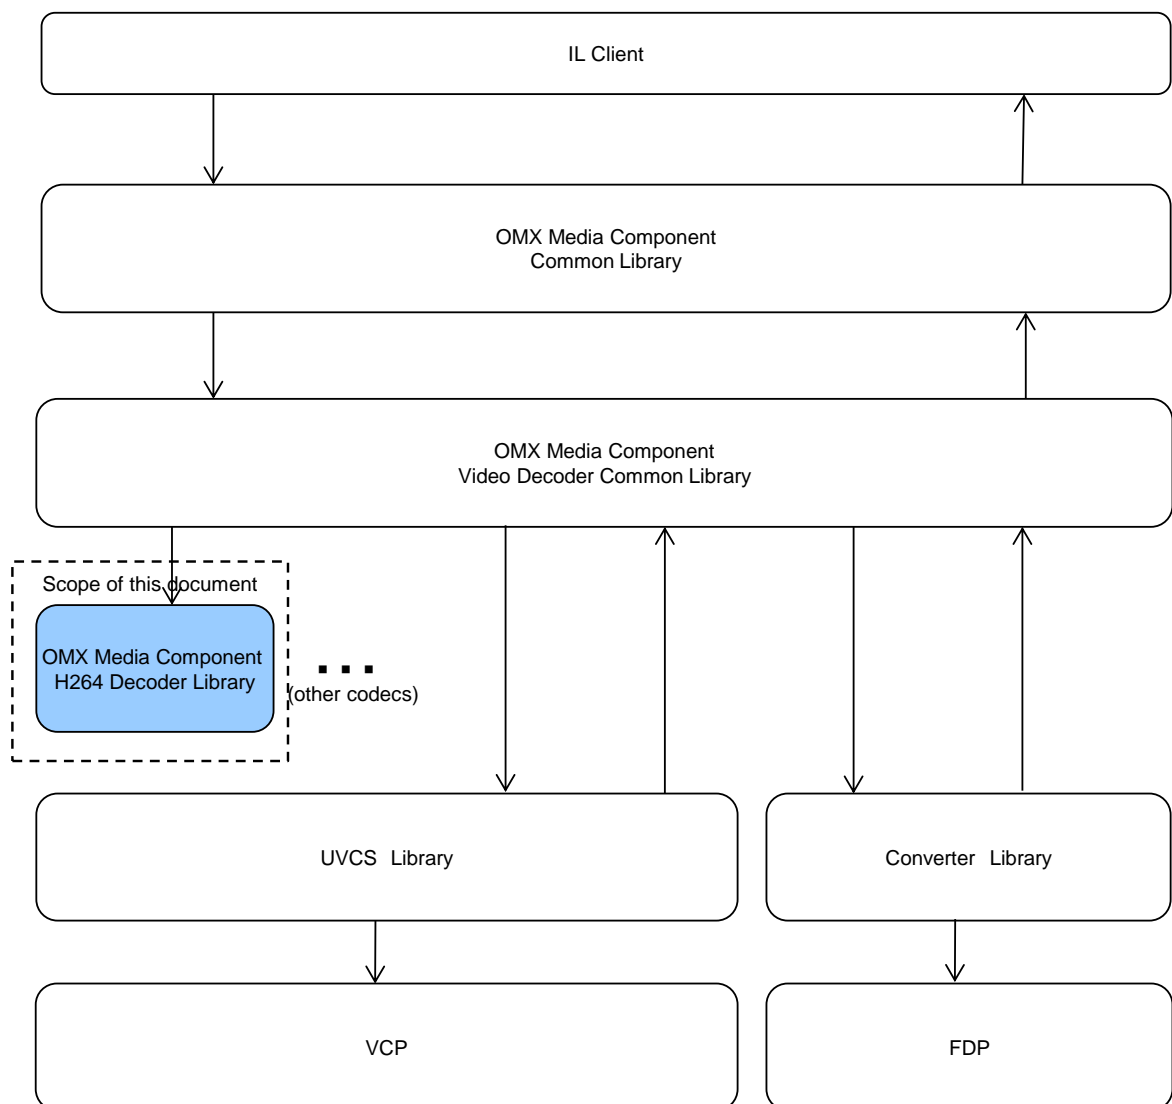 IL Client
OMX Media Component
Common Library
OMX Media Component
Video Decoder Common Library
Scope of this document
OMX Media Component
H264 Decoder Library
...
(other codecs)
UVCS Library
Converter Library
VCP
FDP